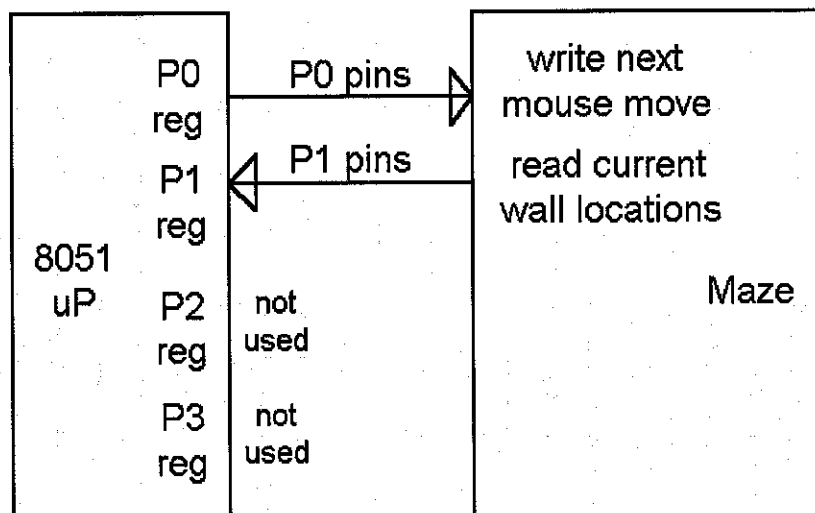 P0
reg
P1
reg
8051
uP
P2
reg
P3
reg
P0 pins
P1 pins
not
used
not
used
write next
mouse move
read current
wall locations
Maze